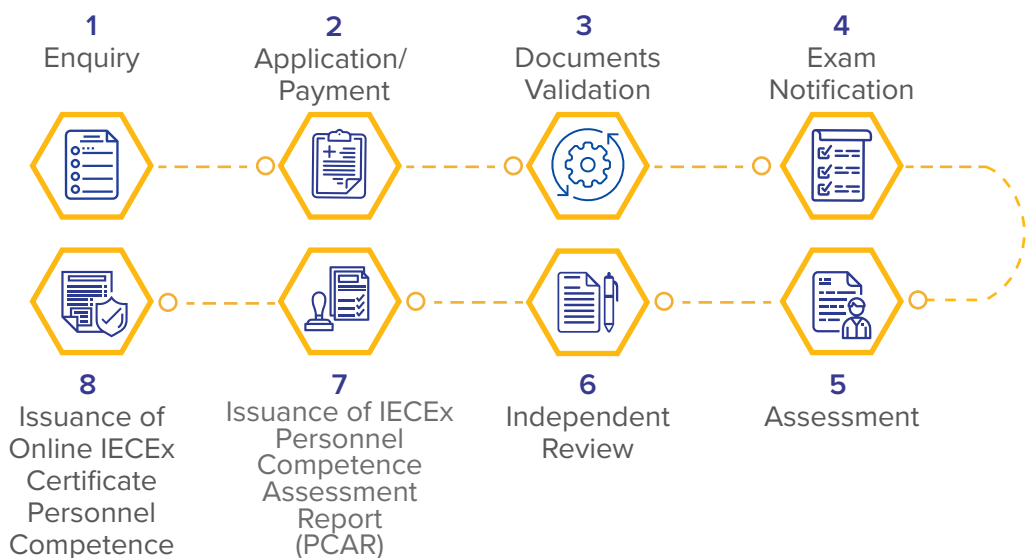 1
Enquiry
2
Application/
Payment
3
Documents
Validation
4
Exam
Notification
5
Assessment
6
Independent
Review
7
Issuance of IECEx
Personnel
Competence
Assessment
Report
(PCAR)
8
Issuance of
Online IECEx
Certificate
Personnel
Competence